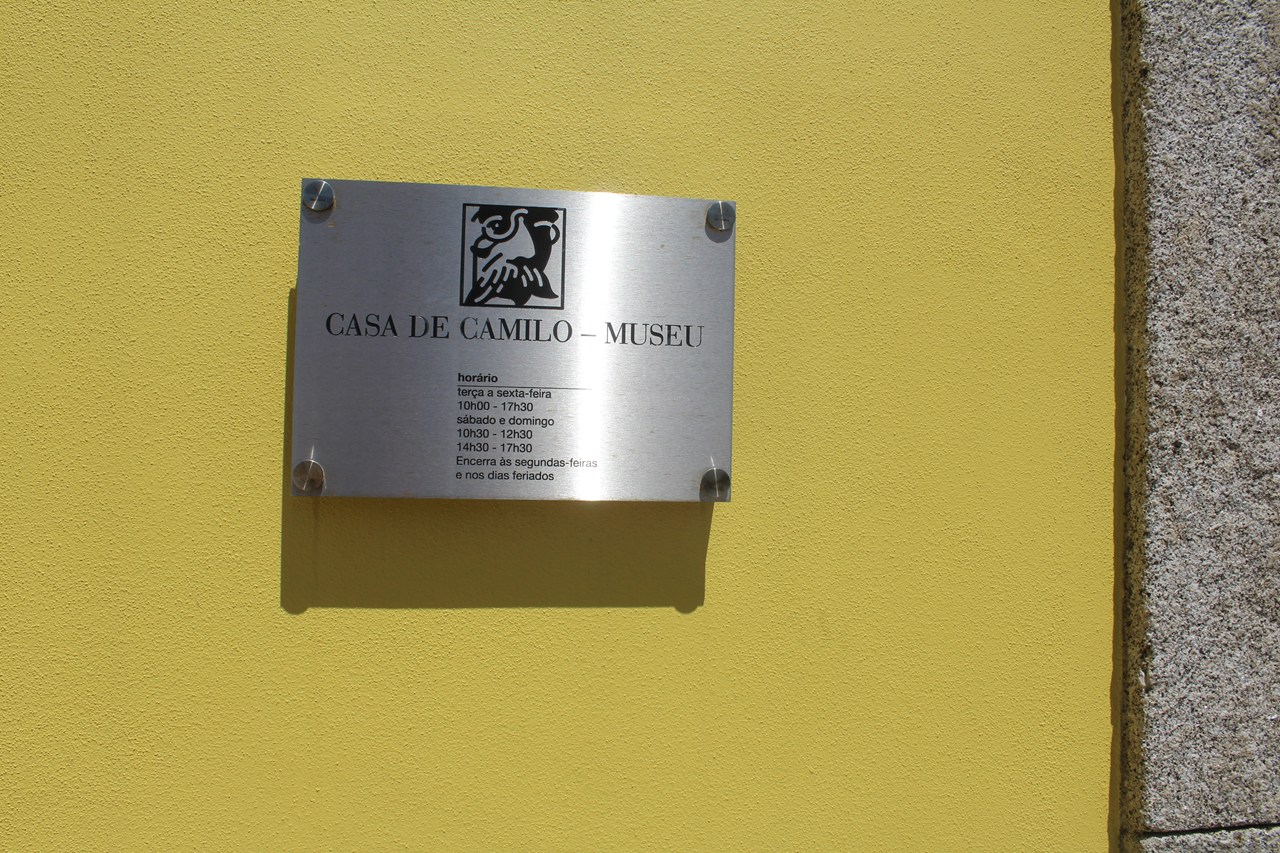 CASA DE CAMILO – MUSEU
horário
terça a sexta-feira
10h00 - 17h30
sábado e domingo
10h30 - 12h30
14h30 - 17h30
Encerra às segundas-feiras
e nos dias feriados